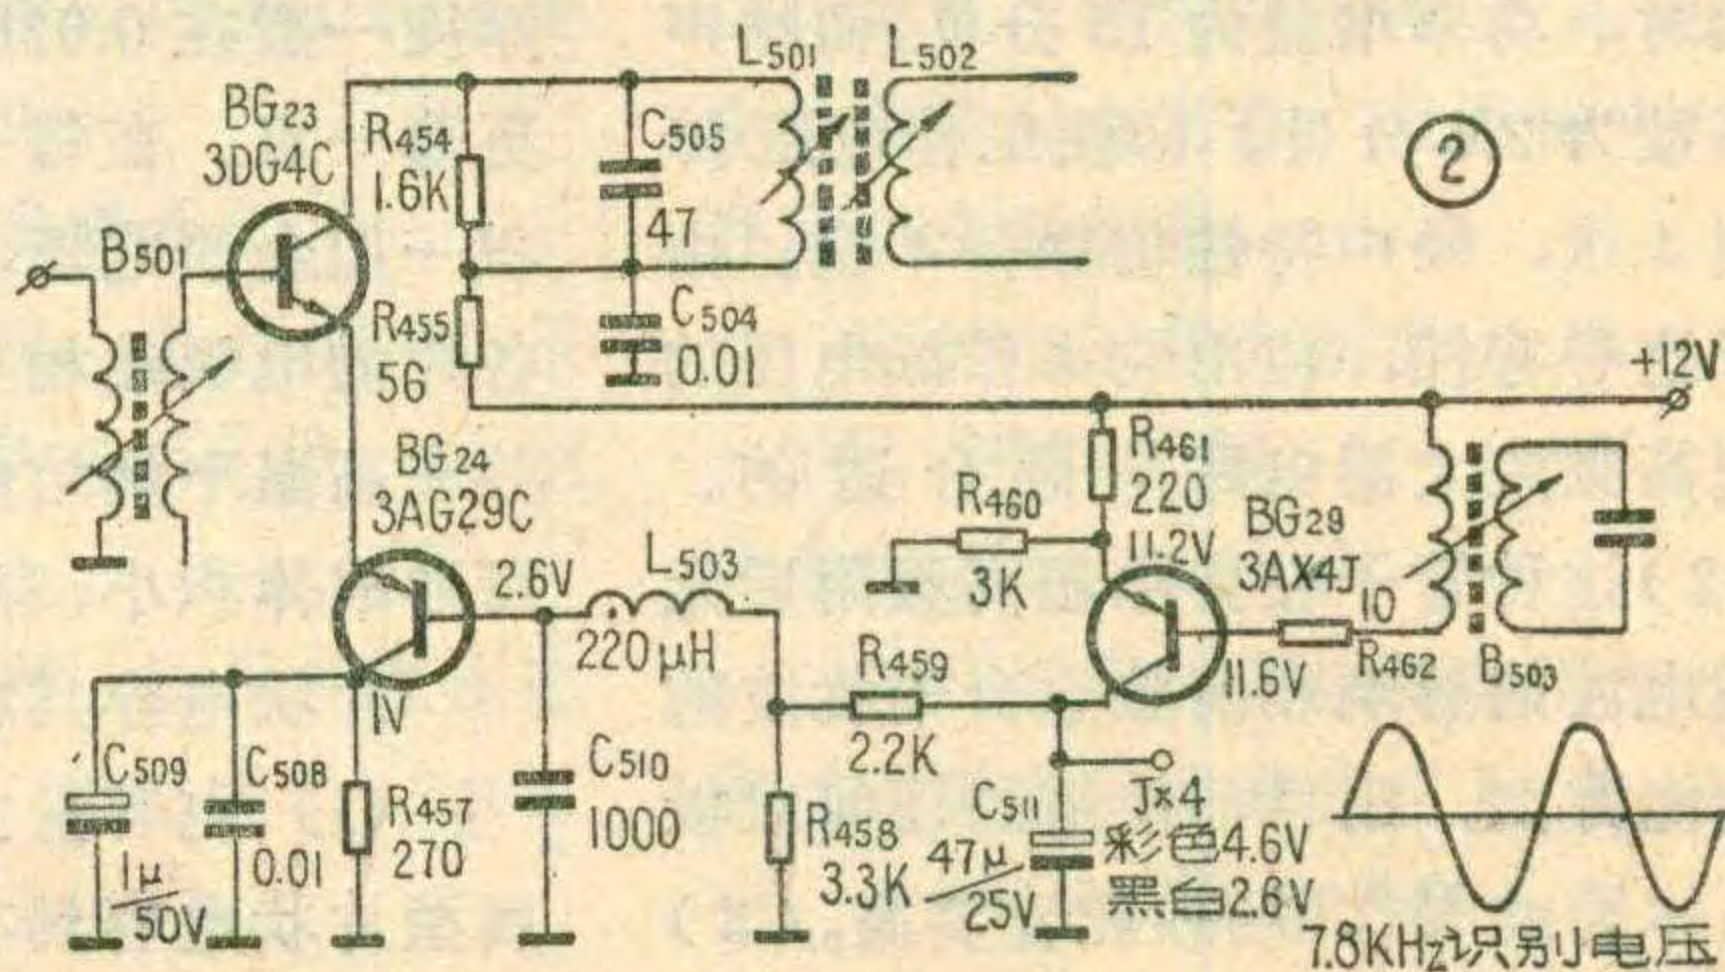 L501
L502
BG23
3DG4C
R454
1.6K
C505
47
②
B501
R455
56
C504
0.01
+12V
BG24
3AG29C
R461
220
R460
3K
11.2V
BG29
3AX4J
10
R462
B503
2.6V
L503
220μH
11.6V
R459
2.2K
1V
C509
1μ/50V
C508
0.01
R457
270
C510
1000
R458
3.3K
C511
47μ/25V
J×4
彩色4.6V
黑白2.6V
7.8KHz识别电压